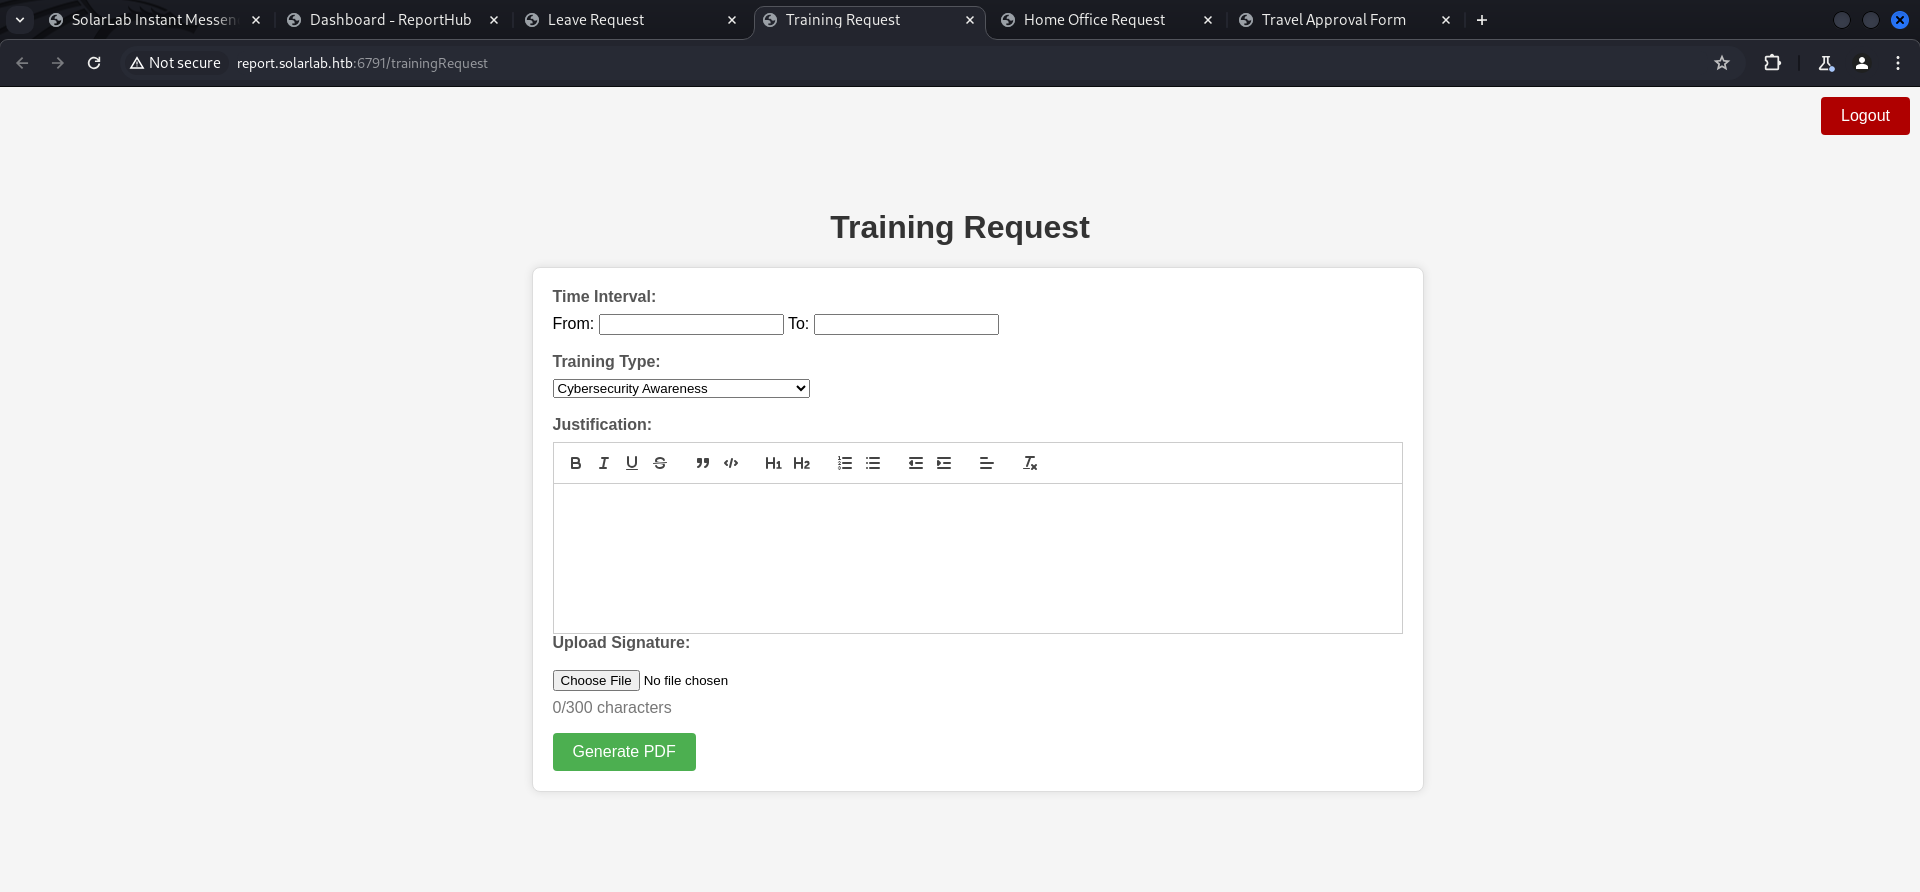 SolarLab Instant Messen
Dashboard - ReportHub
Leave Request
Training Request
Home Office Request
Travel Approval Form
Not secure
report.solarlab.htb:6791/trainingRequest
Logout
Training Request
Time Interval:
From: To:
Training Type:
Cybersecurity Awareness
Justification:
B I U S H1 H2
Upload Signature:
Choose File No file chosen
0/300 characters
Generate PDF